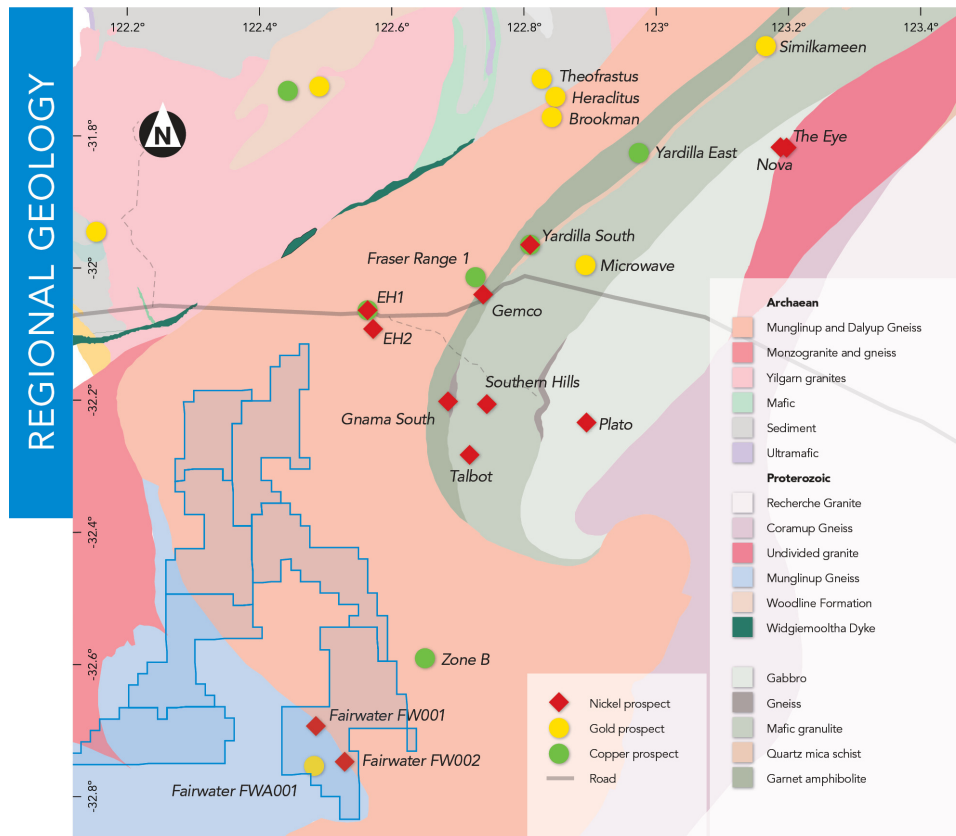 REGIONAL GEOLOGY
122.2°
122.4°
122.6°
122.8°
123°
123.2°
123.4°
-31.8°
-32°
-32.2°
-32.4°
-32.6°
-32.8°
N
Similkameen
Theofrastus
Heraclitus
Brookman
Yardilla East
The Eye
Nova
Yardilla South
Fraser Range 1
Microwave
EH1
Gemco
EH2
Southern Hills
Gnama South
Plato
Talbot
Zone B
Fairwater FW001
Fairwater FW002
Fairwater FWA001
Nickel prospect
Gold prospect
Copper prospect
Road
Archaean
Munglinup and Dalyup Gneiss
Monzogranite and gneiss
Yilgarn granites
Mafic
Sediment
Ultramafic
Proterozoic
Recherche Granite
Coramup Gneiss
Undivided granite
Munglinup Gneiss
Woodline Formation
Widgiemooltha Dyke
Gabbro
Gneiss
Mafic granulite
Quartz mica schist
Garnet amphibolite